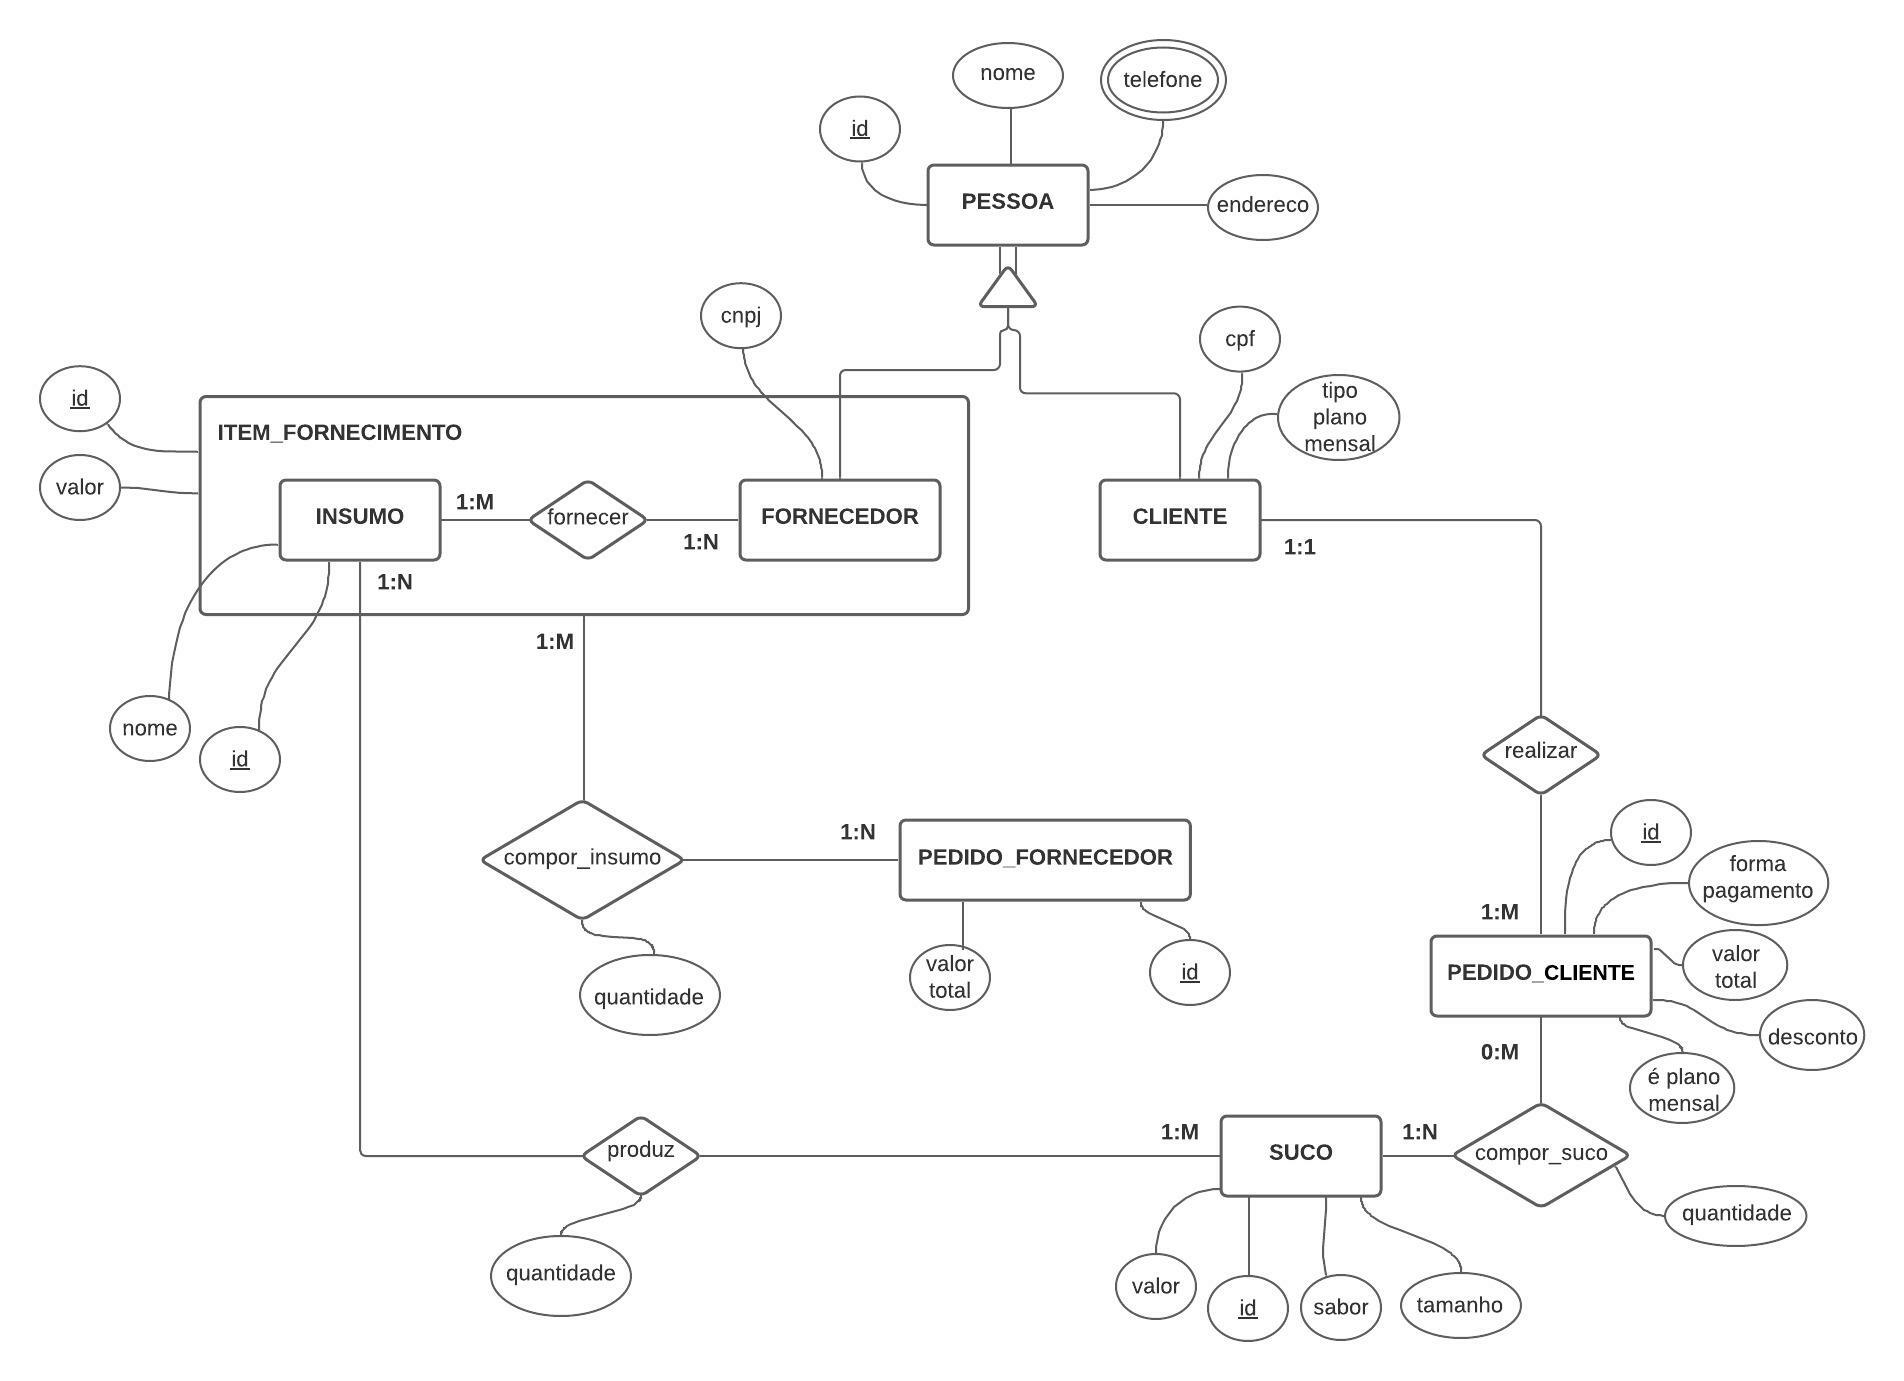 nome
telefone
id
PESSOA
endereco
cnpj
cpf
tipo
plano
mensal
id
valor
ITEM_FORNECIMENTO
INSUMO
1:M
fornecer
1:N
FORNECEDOR
CLIENTE
1:1
1:N
1:M
nome
id
realizar
compor_insumo
1:N
PEDIDO_FORNECEDOR
quantidade
valor
total
id
id
forma
pagamento
1:M
PEDIDO_CLIENTE
valor
total
desconto
0:M
é plano
mensal
produz
1:M
SUCO
1:N
compor_suco
quantidade
quantidade
valor
id
sabor
tamanho